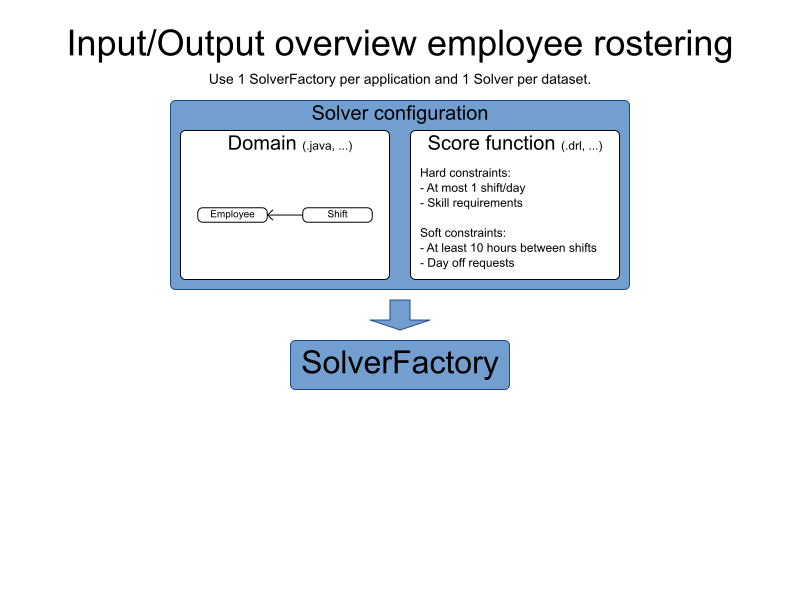 Input/Output overview employee rostering
Use 1 SolverFactory per application and 1 Solver per dataset.
Solver configuration
Domain (.java, ...)
Employee
Shift
Score function (.drl, ...)
Hard constraints:
- At most 1 shift/day
- Skill requirements
Soft constraints:
- At least 10 hours between shifts
- Day off requests
SolverFactory